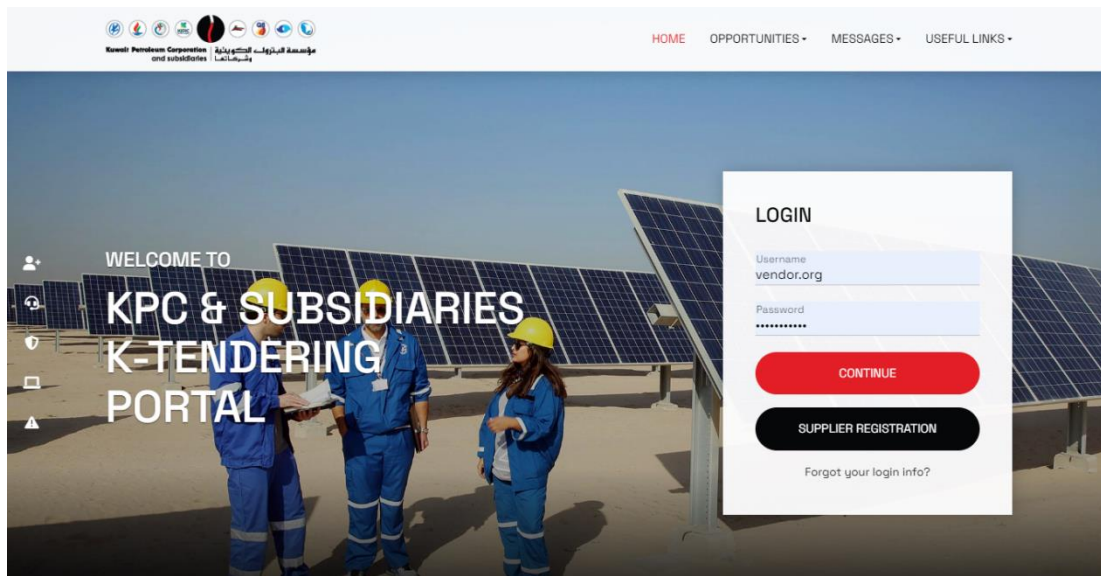 Kuwait Petroleum Corporation
and subsidiaries
مؤسسة البترول الكويتية
وشركاتها
HOME
OPPORTUNITIES
MESSAGES
USEFUL LINKS
WELCOME TO
KPC & SUBSIDIARIES
K-TENDERING
PORTAL
LOGIN
Username
vendor.org
Password
•••••••••••
CONTINUE
SUPPLIER REGISTRATION
Forgot your login info?